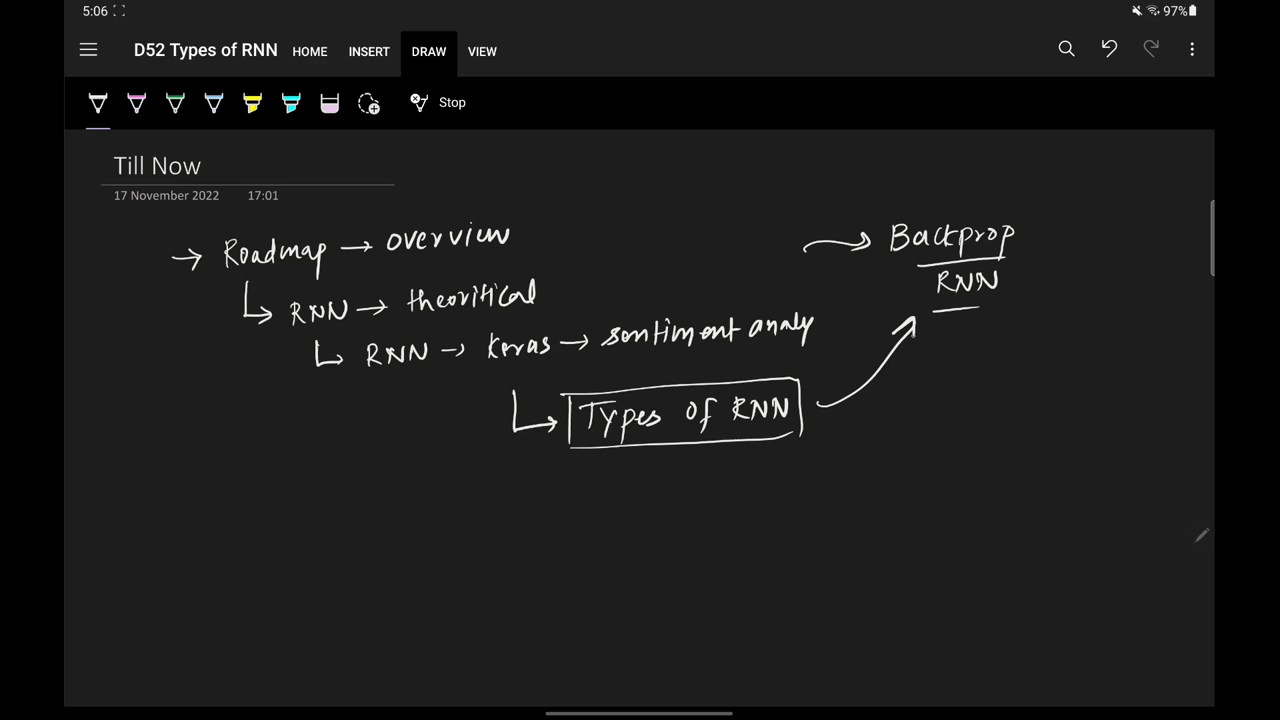 5:06 97%
D52 Types of RNN HOME INSERT DRAW VIEW
Stop
Till Now
17 November 2022 17:01
→ Roadmap → overview
RNN → theoritical
RNN → Keras → sentiment analy
Types of RNN
→ Backprop
RNN